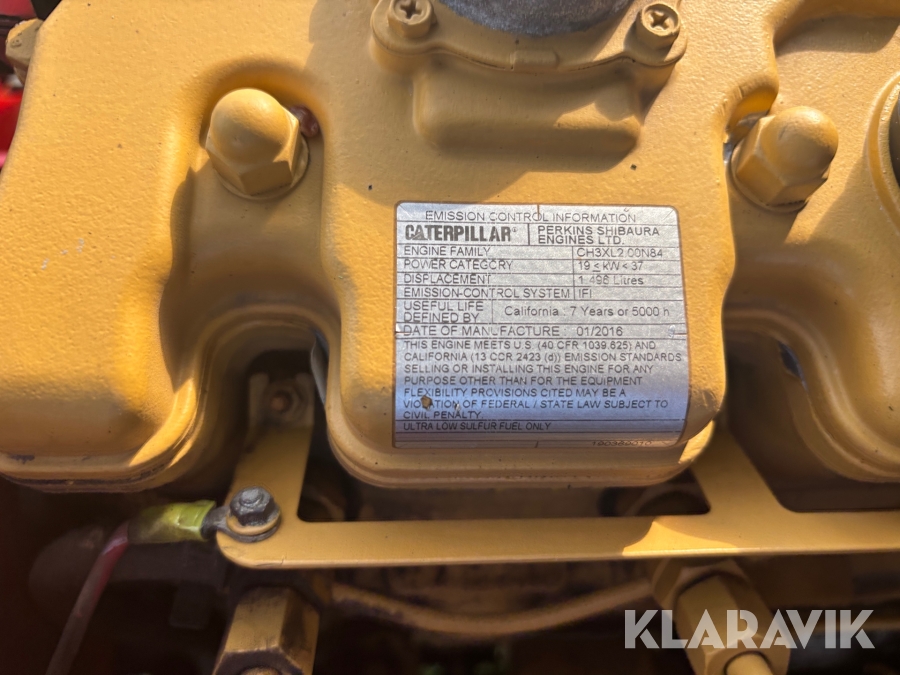 EMISSION CONTROL INFORMATION
CATERPILLAR®
PERKINS SHIBAURA
ENGINES LTD.
ENGINE FAMILY CH3XL2.00N84
POWER CATEGORY 19 ≤ kW < 37
DISPLACEMENT 1.496 Litres
EMISSION-CONTROL SYSTEM IFI
USEFUL LIFE
DEFINED BY California : 7 Years or 5000 h
DATE OF MANUFACTURE 01/2016
THIS ENGINE MEETS U.S. (40 CFR 1039.625) AND
CALIFORNIA (13 CCR 2423 (d)) EMISSION STANDARDS
SELLING OR INSTALLING THIS ENGINE FOR ANY
PURPOSE OTHER THAN FOR THE EQUIPMENT
FLEXIBILITY PROVISIONS CITED MAY BE A
VIOLATION OF FEDERAL / STATE LAW SUBJECT TO
CIVIL PENALTY.
ULTRA LOW SULFUR FUEL ONLY
KLARAVIK